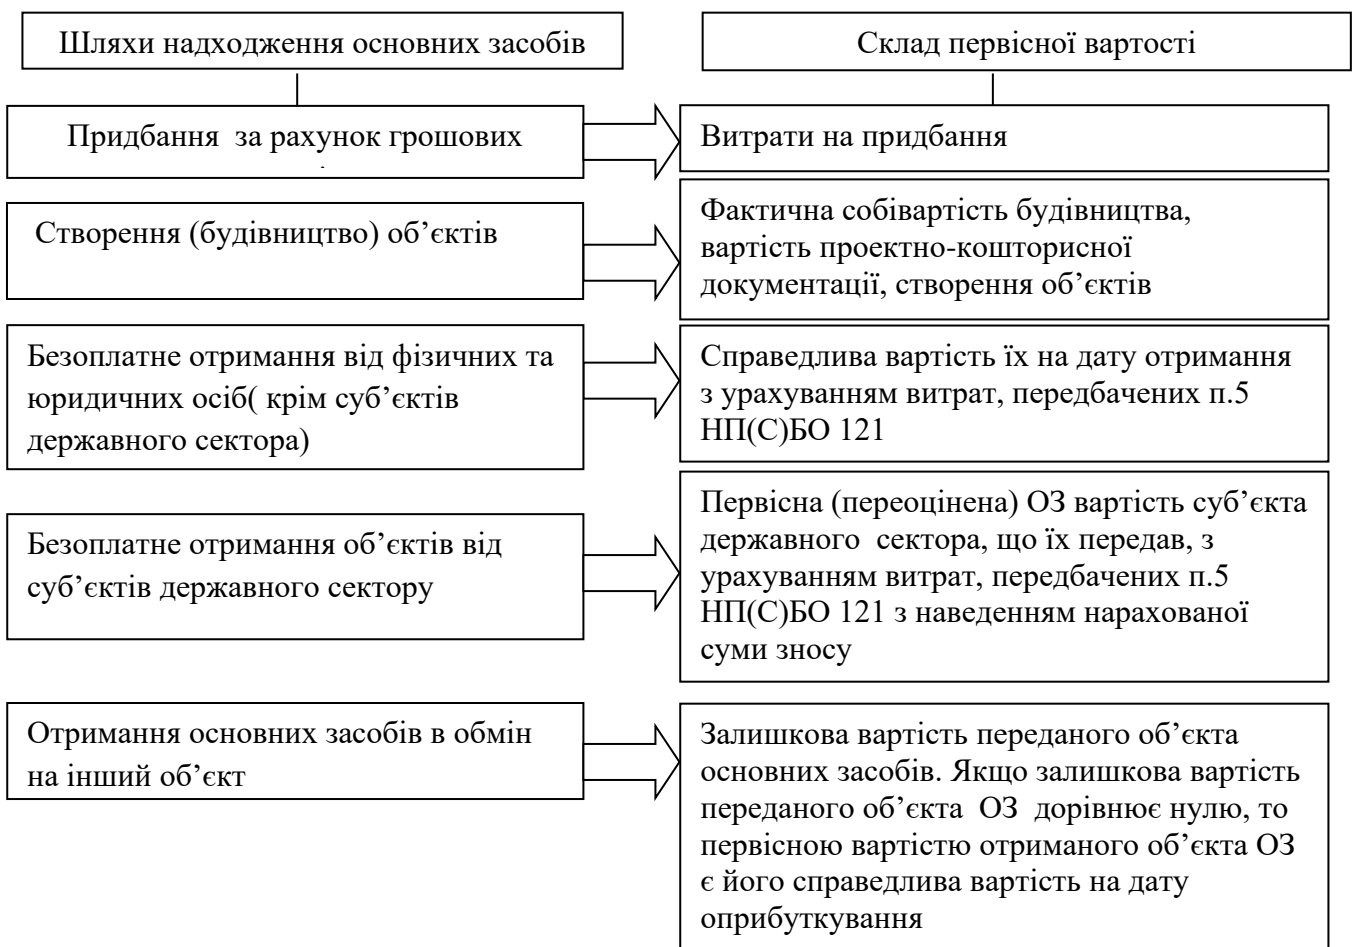 Шляхи надходження основних засобів
Склад первісної вартості
Придбання за рахунок грошових
Витрати на придбання
Створення (будівництво) об’єктів
Фактична собівартість будівництва,
вартість проектно-кошторисної
документації, створення об’єктів
Безоплатне отримання від фізичних та
юридичних осіб( крім суб’єктів
державного сектора)
Справедлива вартість їх на дату отримання
з урахуванням витрат, передбачених п.5
НП(С)БО 121
Безоплатне отримання об’єктів від
суб’єктів державного сектору
Первісна (переоцінена) ОЗ вартість суб’єкта
державного сектора, що їх передав, з
урахуванням витрат, передбачених п.5
НП(С)БО 121 з наведенням нарахованої
суми зносу
Отримання основних засобів в обмін
на інший об’єкт
Залишкова вартість переданого об’єкта
основних засобів. Якщо залишкова вартість
переданого об’єкта ОЗ дорівнює нулю, то
первісною вартістю отриманого об’єкта ОЗ
є його справедлива вартість на дату
оприбуткування